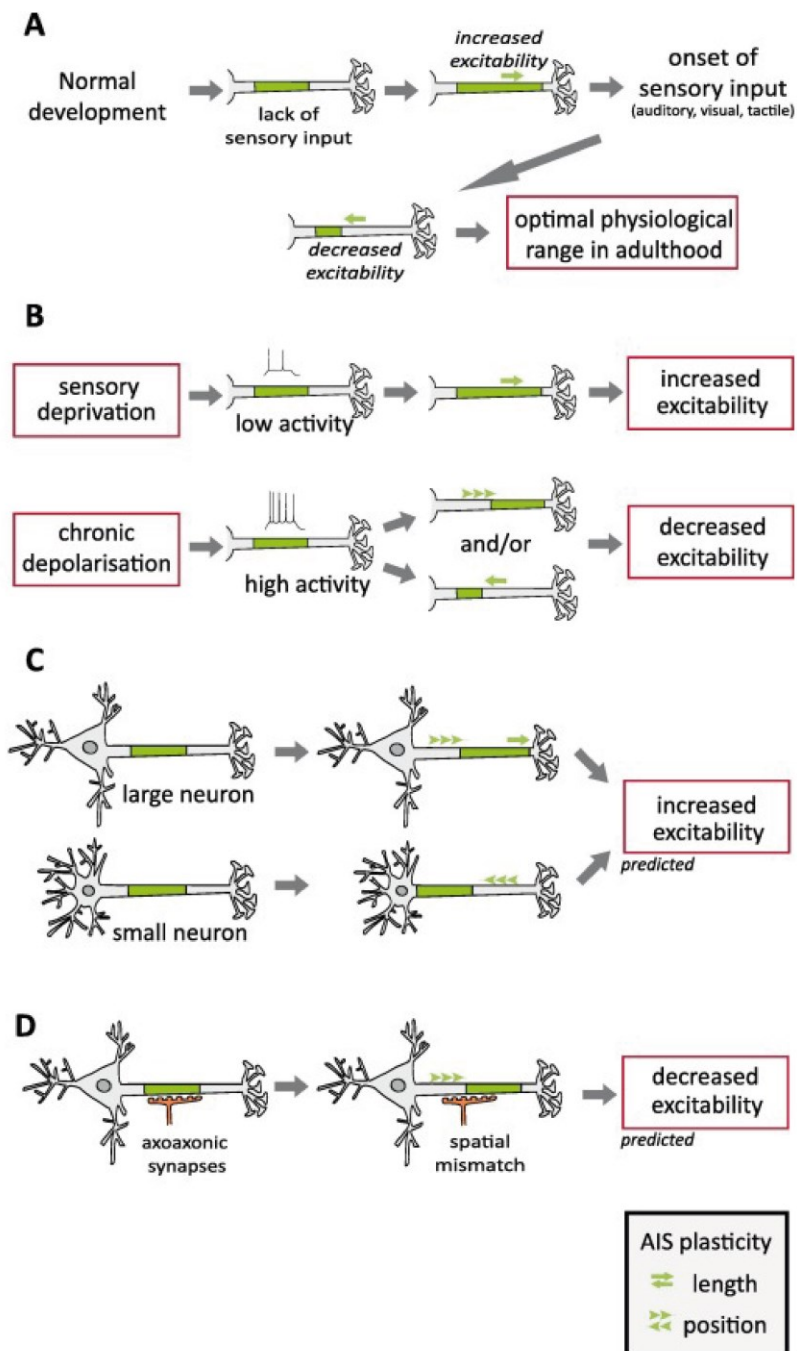 A
Normal
development
lack of
sensory input
increased
excitability
onset of
sensory input
(auditory, visual, tactile)
decreased
excitability
optimal physiological
range in adulthood
B
sensory
deprivation
low activity
increased
excitability
chronic
depolarisation
high activity
and/or
decreased
excitability
C
large neuron
small neuron
increased
excitability
predicted
D
axoaxonic
synapses
spatial
mismatch
decreased
excitability
predicted
AIS plasticity
length
position